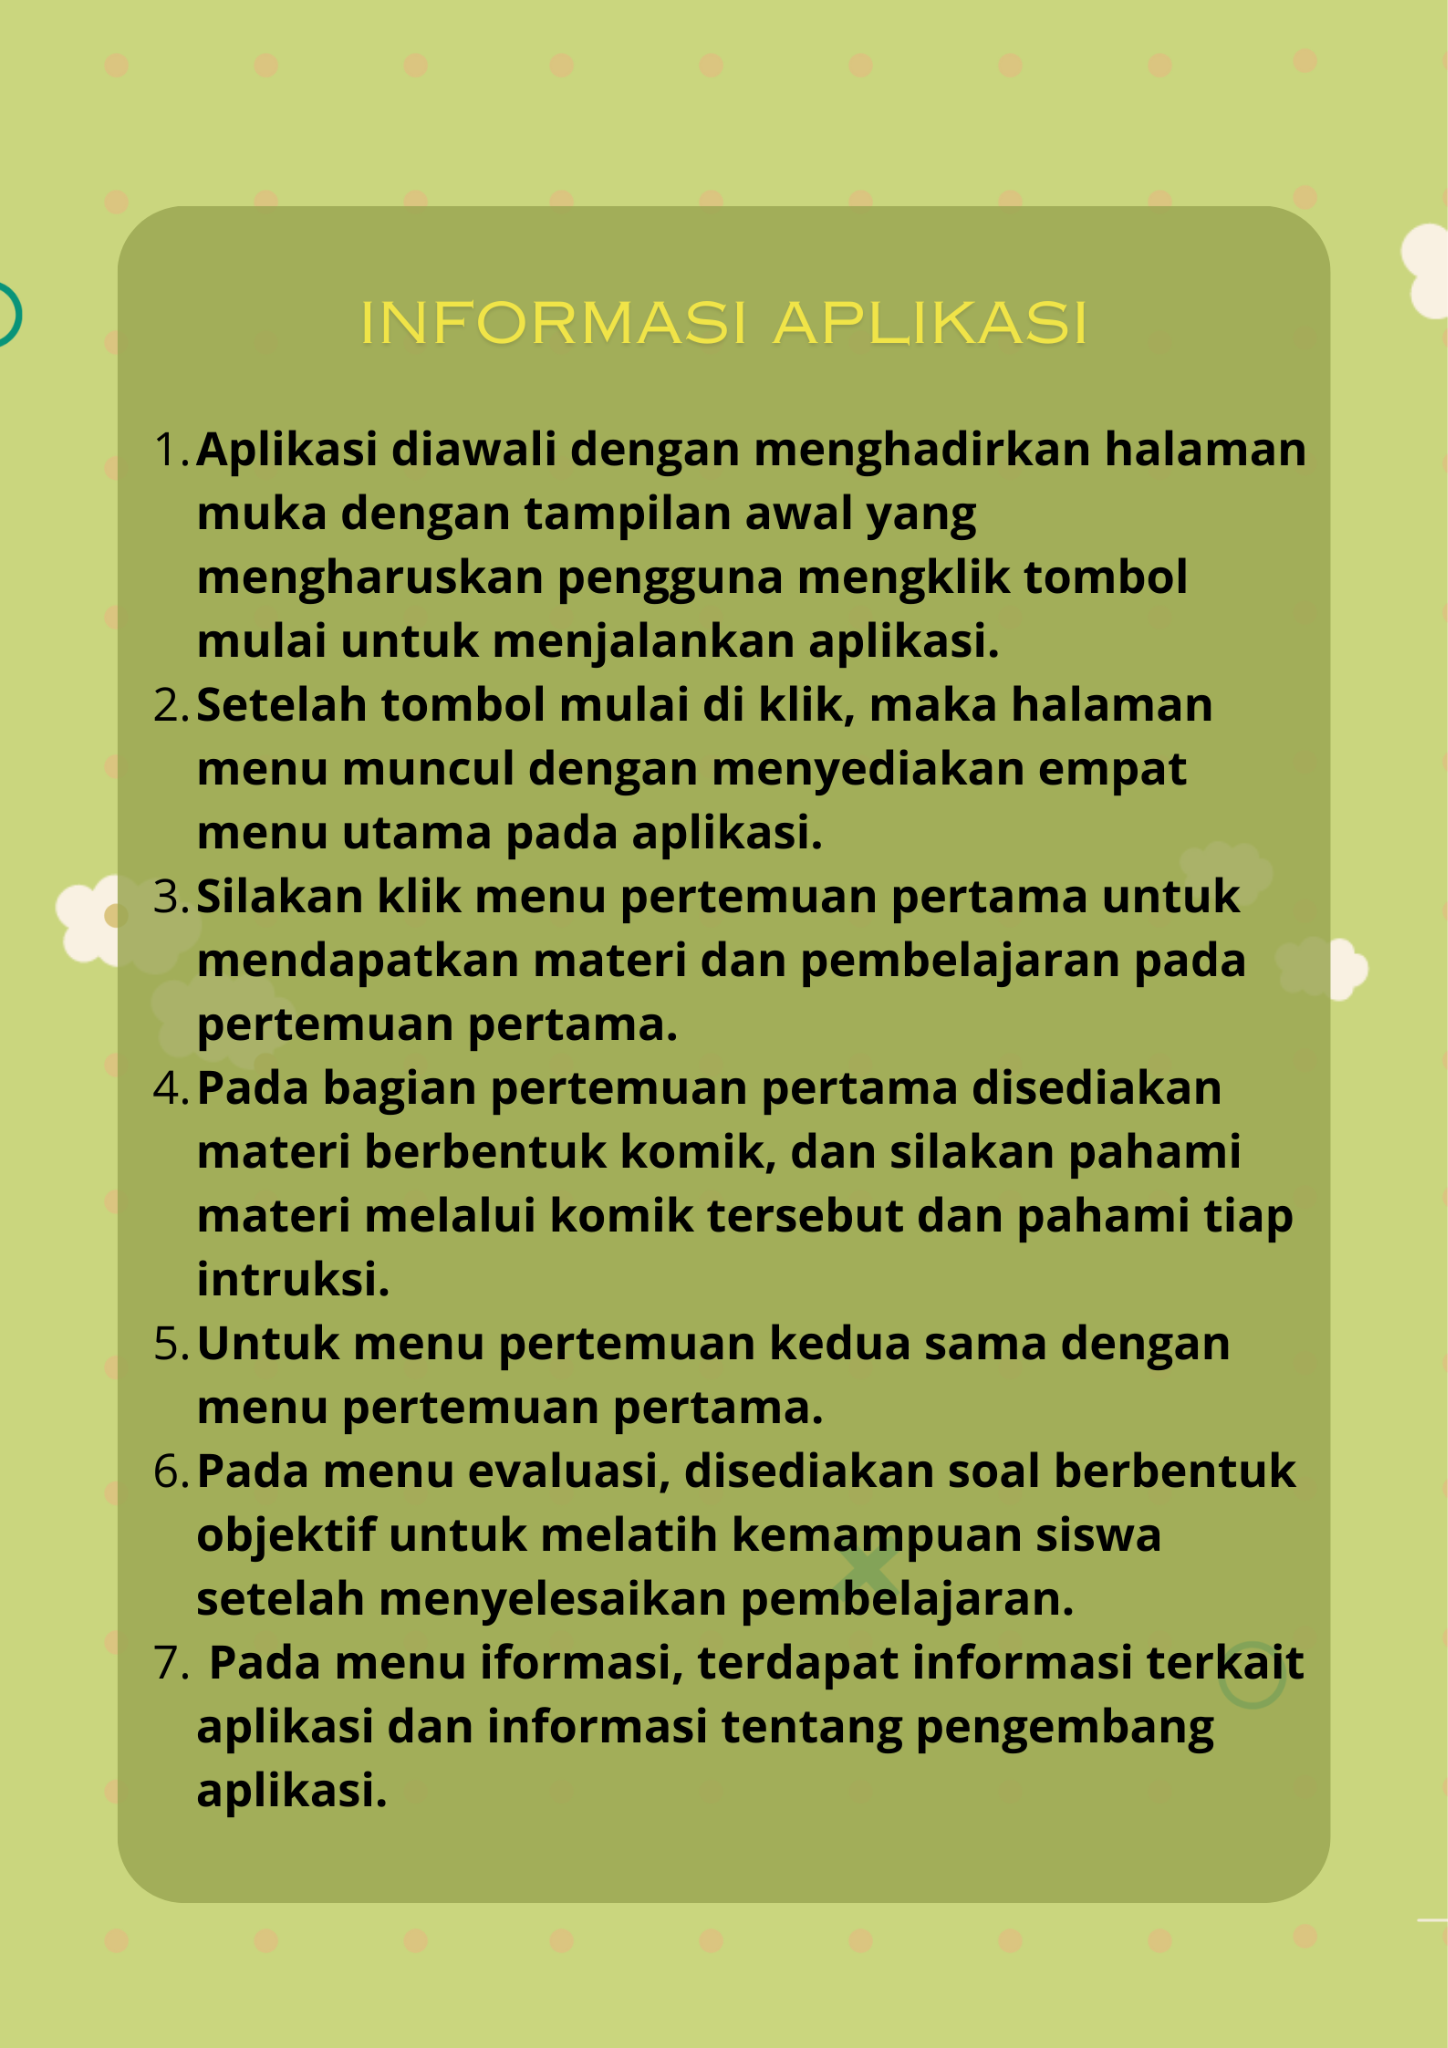 INFORMASI APLIKASI
1. Aplikasi diawali dengan menghadirkan halaman
muka dengan tampilan awal yang
mengharuskan pengguna mengklik tombol
mulai untuk menjalankan aplikasi.
2. Setelah tombol mulai di klik, maka halaman
menu muncul dengan menyediakan empat
menu utama pada aplikasi.
3. Silakan klik menu pertemuan pertama untuk
mendapatkan materi dan pembelajaran pada
pertemuan pertama.
4. Pada bagian pertemuan pertama disediakan
materi berbentuk komik, dan silakan pahami
materi melalui komik tersebut dan pahami tiap
intruksi.
5. Untuk menu pertemuan kedua sama dengan
menu pertemuan pertama.
6. Pada menu evaluasi, disediakan soal berbentuk
objektif untuk melatih kemampuan siswa
setelah menyelesaikan pembelajaran.
7. Pada menu iformasi, terdapat informasi terkait
aplikasi dan informasi tentang pengembang
aplikasi.